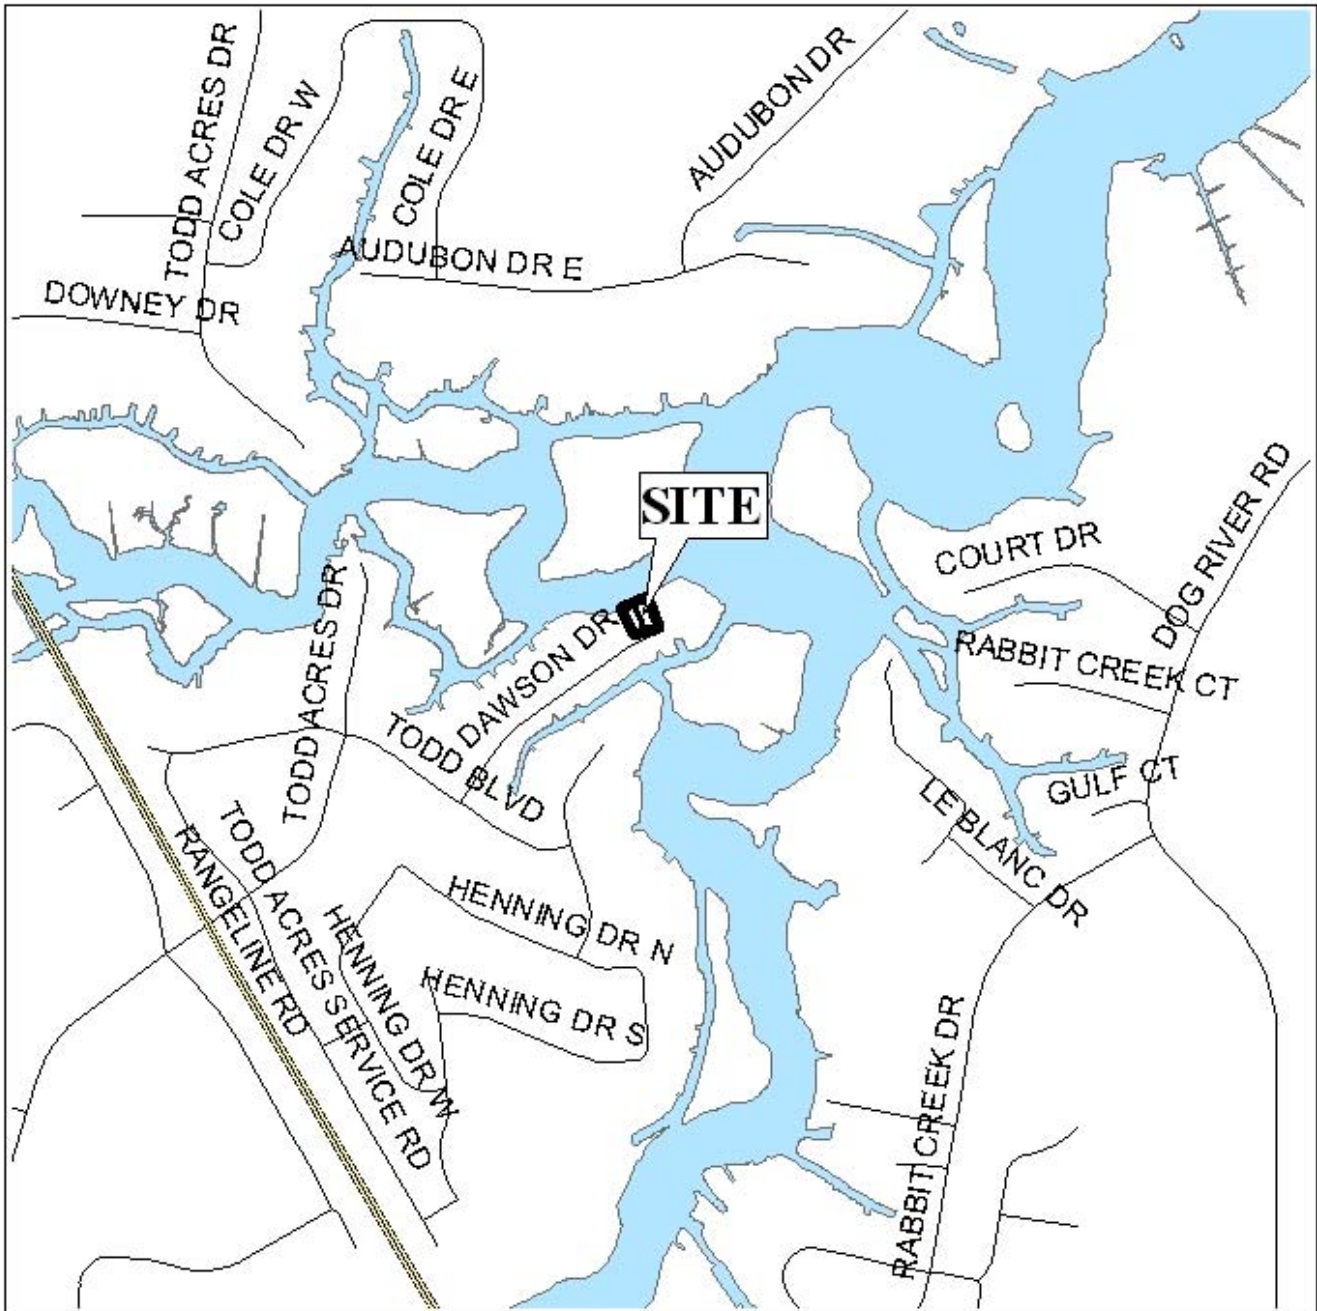 TODD ACRES DR
COLE DR W
COLE DR E
AUDUBON DR
AUDUBON DR E
DOWNEY DR
SITE
COURT DR
DOG RIVER RD
RABBIT CREEK CT
TODD ACRES DR
DAWSON DR
TODD BLVD
GULF CT
LE BLANC DR
RANGELINE RD
TODD ACRES SERVICE RD
HENNING DR W
HENNING DR N
HENNING DR S
RABBIT CREEK DR